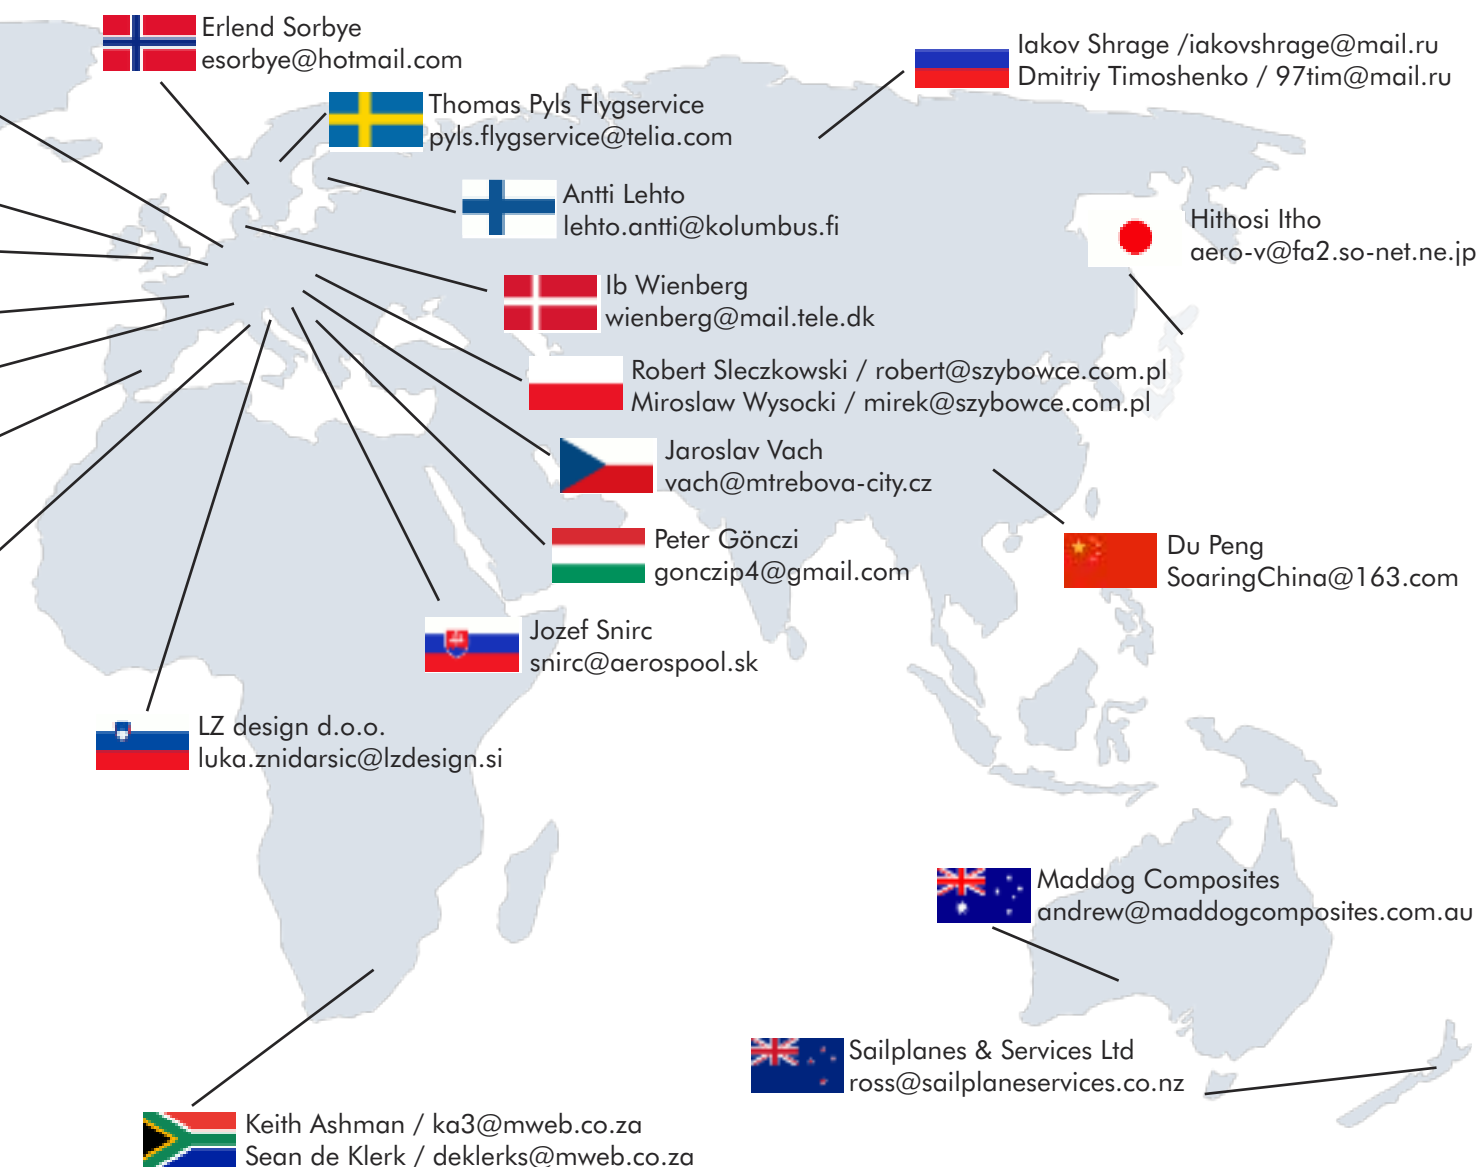 Erlend Sorbye
esorbye@hotmail.com
Iakov Shrage /iakovshrage@mail.ru
Dmitriy Timoshenko / 97tim@mail.ru
Thomas Pyls Flygservice
pyls.flygservice@telia.com
Antti Lehto
lehto.antti@kolumbus.fi
Hithosi Itho
aero-v@fa2.so-net.ne.jp
Ib Wienberg
wienberg@mail.tele.dk
Robert Sleczkowski / robert@szybowce.com.pl
Miroslaw Wysocki / mirek@szybowce.com.pl
Jaroslav Vach
vach@mtrebova-city.cz
Peter Gönczi
gonczip4@gmail.com
Du Peng
SoaringChina@163.com
Jozef Snirc
snirc@aerospool.sk
LZ design d.o.o.
luka.znidarsic@lzdesign.si
Maddog Composites
andrew@maddogcomposites.com.au
Sailplanes & Services Ltd
ross@sailplaneservices.co.nz
Keith Ashman / ka3@mweb.co.za
Sean de Klerk / deklerks@mweb.co.za